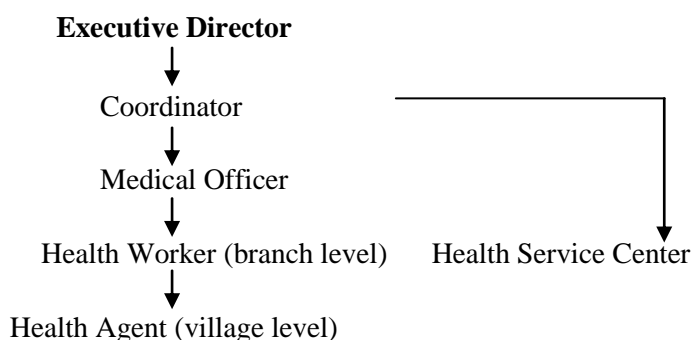 Executive Director
Coordinator
Medical Officer
Health Worker (branch level) Health Service Center
Health Agent (village level)